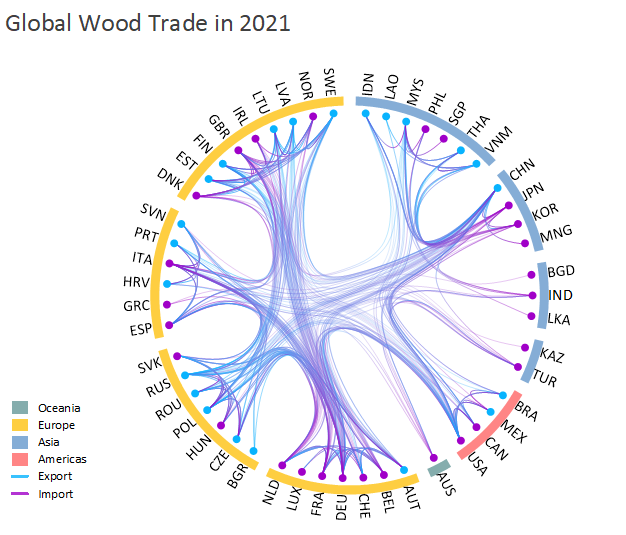 Global Wood Trade in 2021
SWE
NOR
LVA
LTU
IRL
GBR
FIN
EST
DNK
IDN
LAO
MYS
PHL
SGP
THA
VNM
CHN
JPN
KOR
MNG
BGD
IND
LKA
KAZ
TUR
BRA
MEX
CAN
USA
AUS
AUT
BEL
CHE
DEU
FRA
LUX
NLD
BGR
CZE
HUN
POL
ROU
RUS
SVK
ESP
GRC
HRV
ITA
PRT
SVN
Oceania
Europe
Asia
Americas
Export
Import